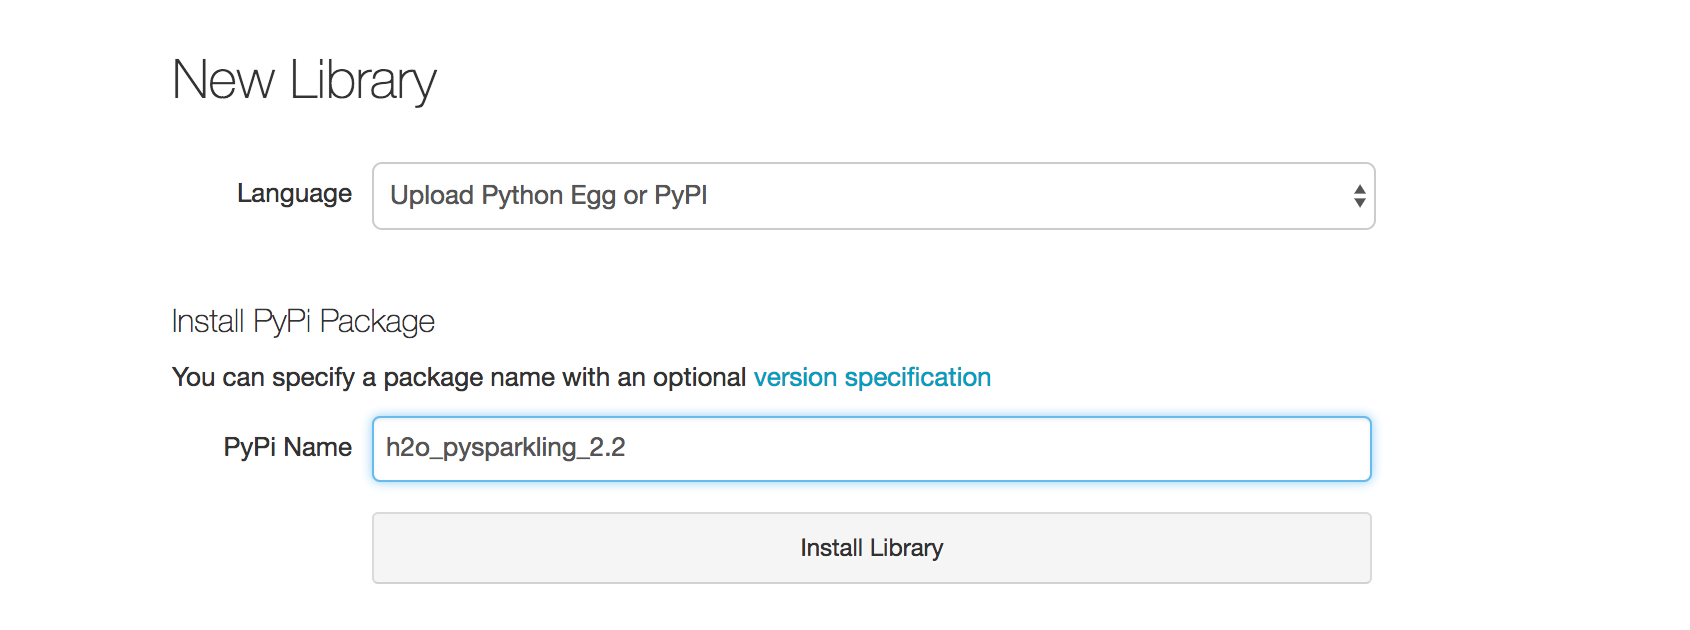 New Library
Language Upload Python Egg or PyPI
Install PyPi Package
You can specify a package name with an optional version specification
PyPi Name h2o_pysparkling_2.2
Install Library